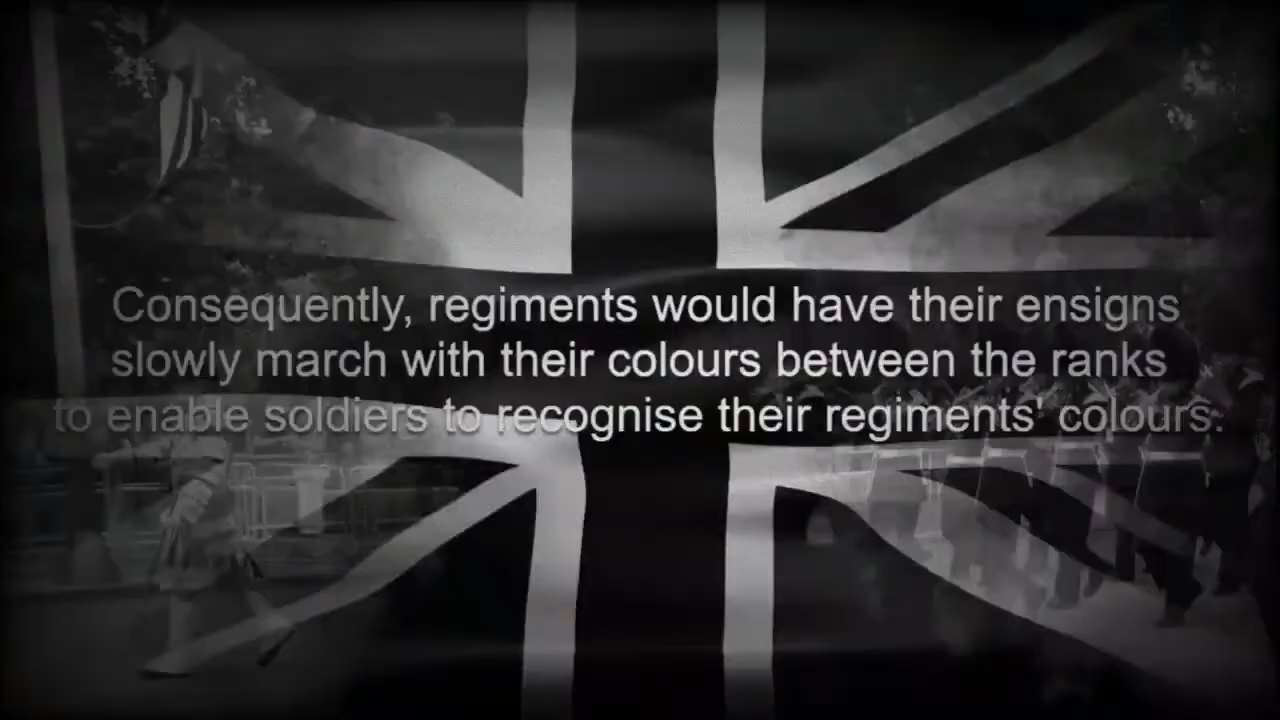 Consequently, regiments would have their ensigns
slowly march with their colours between the ranks
to enable soldiers to recognise their regiments' colours.